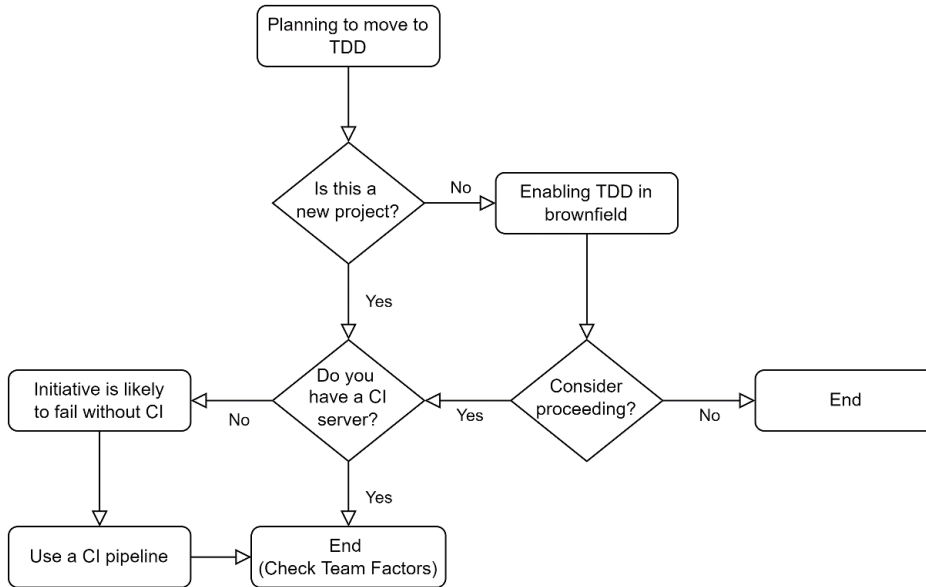 Planning to move to
TDD
Is this a
new project?
No
Enabling TDD in
brownfield
Yes
Initiative is likely
to fail without CI
No
Do you
have a CI
server?
Yes
Consider
proceeding?
No
End
Yes
Use a CI pipeline
End
(Check Team Factors)